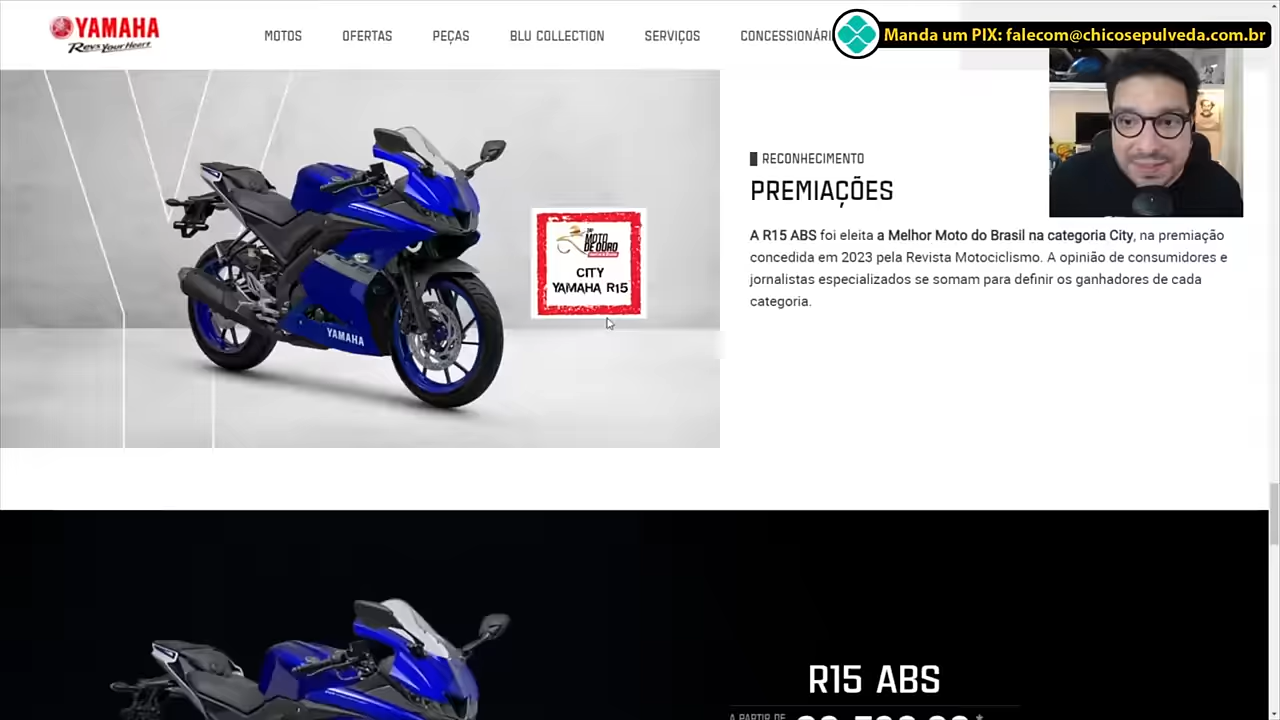 YAMAHA
Revs Your Heart
MOTOS
OFERTAS
PEÇAS
BLU COLLECTION
SERVIÇOS
Manda um PIX: falecom@chicosepulveda.com.br
RECONHECIMENTO
PREMIAÇÕES
A R15 ABS foi eleita a Melhor Moto do Brasil na categoria City, na premiação
concedida em 2023 pela Revista Motociclismo. A opinião de consumidores e
jornalistas especializados se somam para definir os ganhadores de cada
categoria.
MOTO
DE OURO
CITY
YAMAHA R15
YAMAHA
R15 ABS
A PARTIR DE